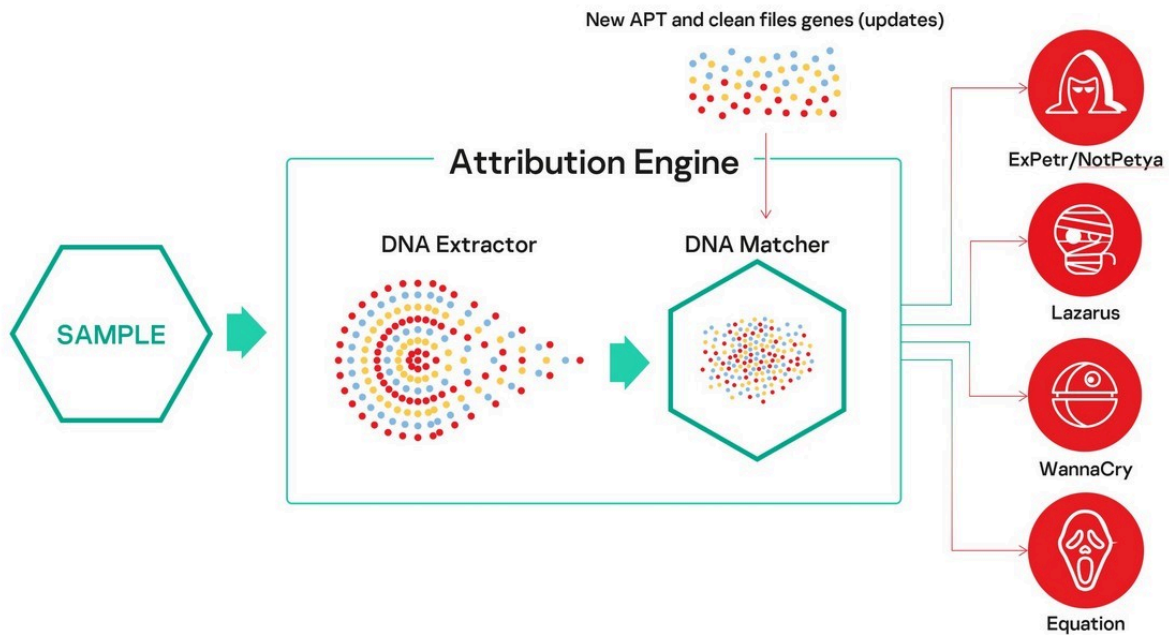 New APT and clean files genes (updates)
Attribution Engine
DNA Extractor
DNA Matcher
SAMPLE
ExPetr/NotPetya
Lazarus
WannaCry
Equation